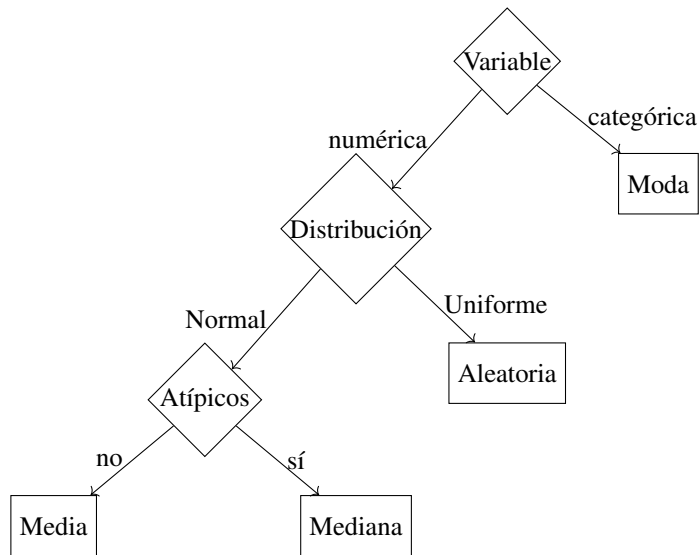 Variable
categórica
numérica
Moda
Distribución
Uniforme
Normal
Aleatoria
Atípicos
no
sí
Media
Mediana